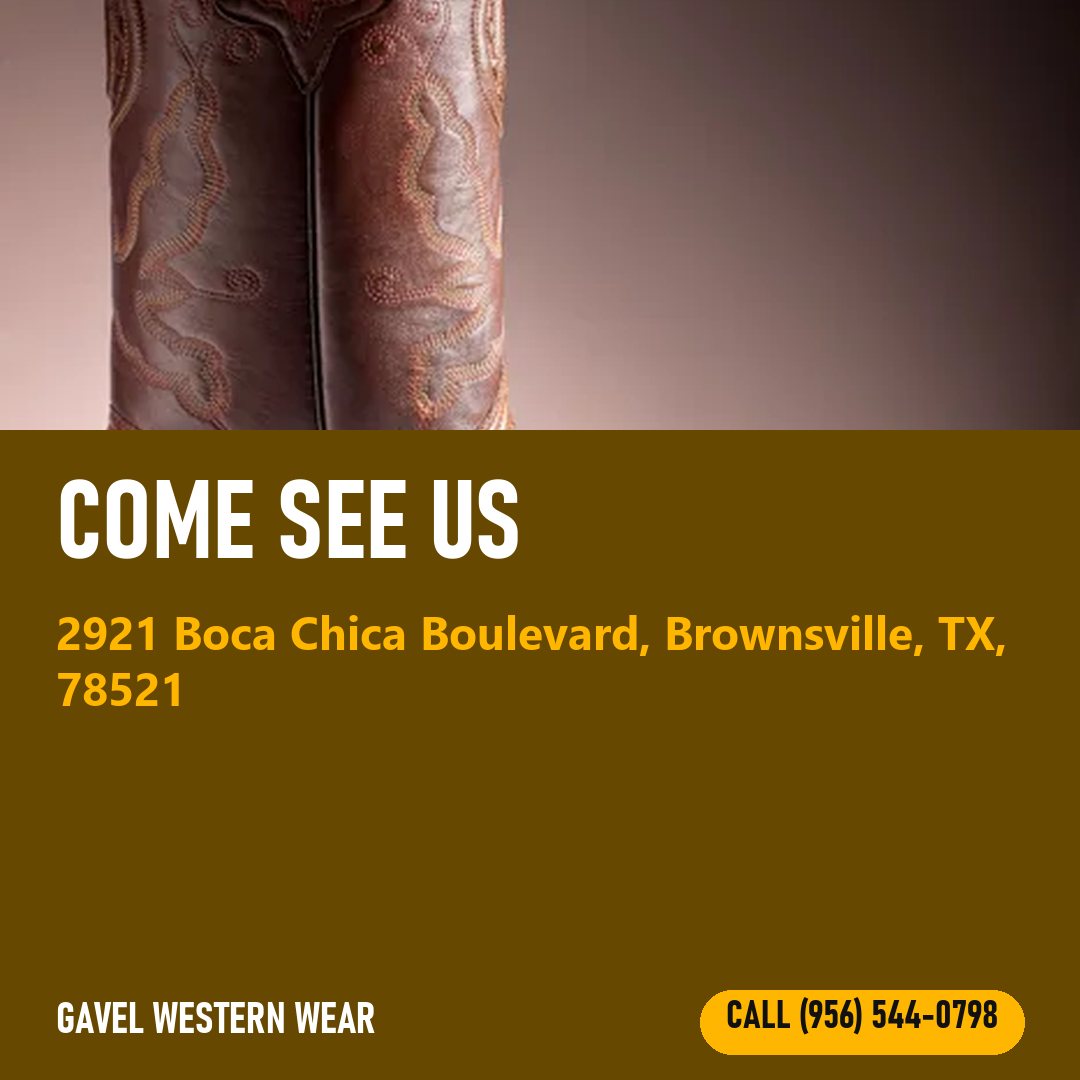 COME SEE US
2921 Boca Chica Boulevard, Brownsville, TX,
78521
GAVEL WESTERN WEAR
CALL (956) 544-0798